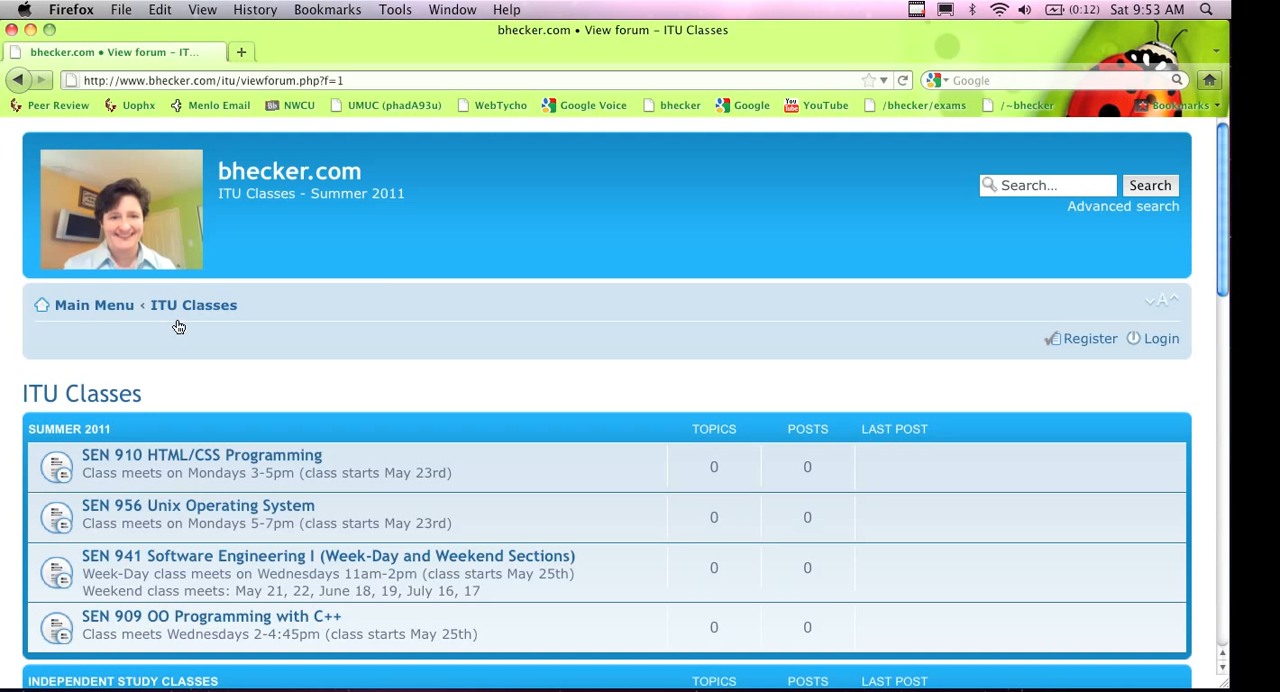 Firefox File Edit View History Bookmarks Tools Window Help (0:12) Sat 9:53 AM
bhecker.com • View forum – ITU Classes
bhecker.com • View forum – IT...
http://www.bhecker.com/itu/viewforum.php?f=1 Google
Peer Review Uophx Menlo Email NWCU UMUC (phadA93u) WebTycho Google Voice bhecker Google YouTube /bhecker/exams /~bhecker Bookmarks
bhecker.com
ITU Classes - Summer 2011
Search... Search
Advanced search
Main Menu ‹ ITU Classes
Register Login
ITU Classes
SUMMER 2011 TOPICS POSTS LAST POST
SEN 910 HTML/CSS Programming
Class meets on Mondays 3-5pm (class starts May 23rd) 0 0
SEN 956 Unix Operating System
Class meets on Mondays 5-7pm (class starts May 23rd) 0 0
SEN 941 Software Engineering I (Week-Day and Weekend Sections)
Week-Day class meets on Wednesdays 11am-2pm (class starts May 25th) 0 0
Weekend class meets: May 21, 22, June 18, 19, July 16, 17
SEN 909 OO Programming with C++
Class meets Wednesdays 2-4:45pm (class starts May 25th) 0 0
INDEPENDENT STUDY CLASSES TOPICS POSTS LAST POST